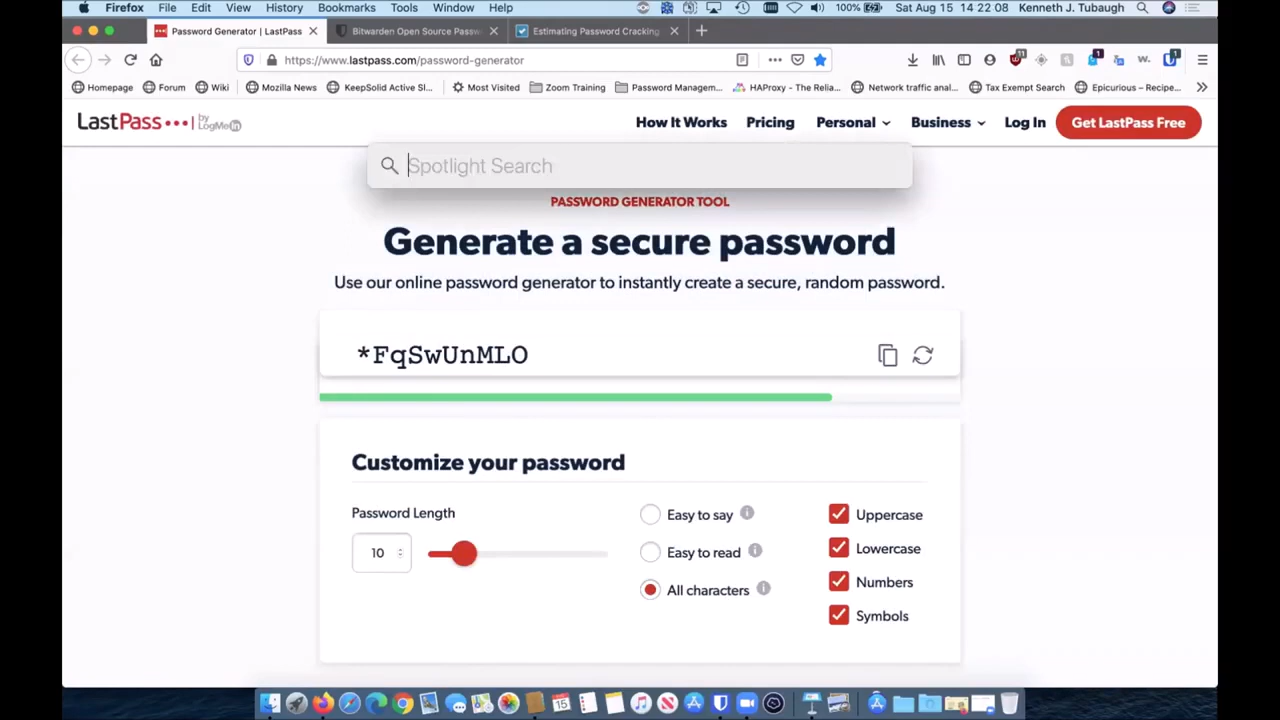 Firefox File Edit View History Bookmarks Tools Window Help 100% Sat Aug 15 14 22 08 Kenneth J. Tubaugh
Password Generator | LastPass Bitwarden Open Source Passw Estimating Password Cracking
https://www.lastpass.com/password-generator
Homepage Forum Wiki Mozilla News KeepSolid Active Sl... Most Visited Zoom Training Password Managem... HAProxy - The Relia... Network traffic anal... Tax Exempt Search Epicurious – Recipe...
LastPass by LogMeIn How It Works Pricing Personal Business Log In Get LastPass Free
Spotlight Search
PASSWORD GENERATOR TOOL
Generate a secure password
Use our online password generator to instantly create a secure, random password.
*FqSwUnMLO
Customize your password
Password Length
10
Easy to say
Easy to read
All characters
Uppercase
Lowercase
Numbers
Symbols